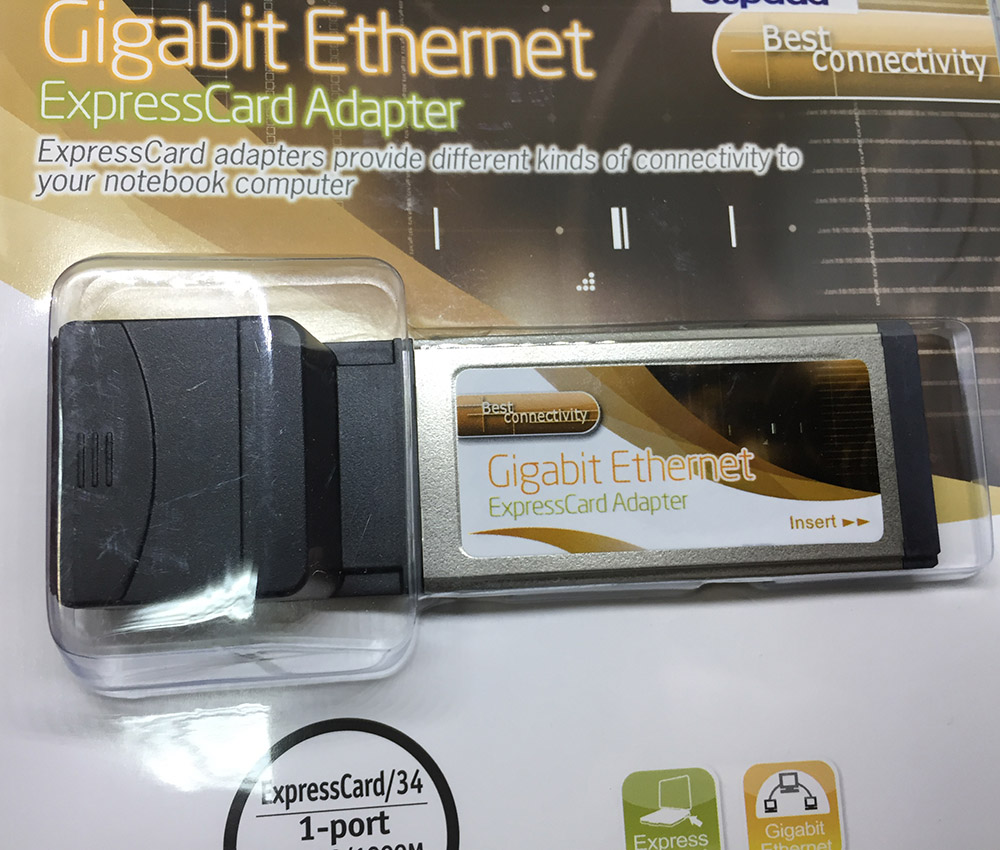 Gigabit Ethernet
ExpressCard Adapter
ExpressCard adapters provide different kinds of connectivity to
your notebook computer
Best
connectivity
Best
connectivity
Gigabit Ethernet
ExpressCard Adapter
Insert ►►
ExpressCard/34
1-port
Express
Gigabit
Ethernet